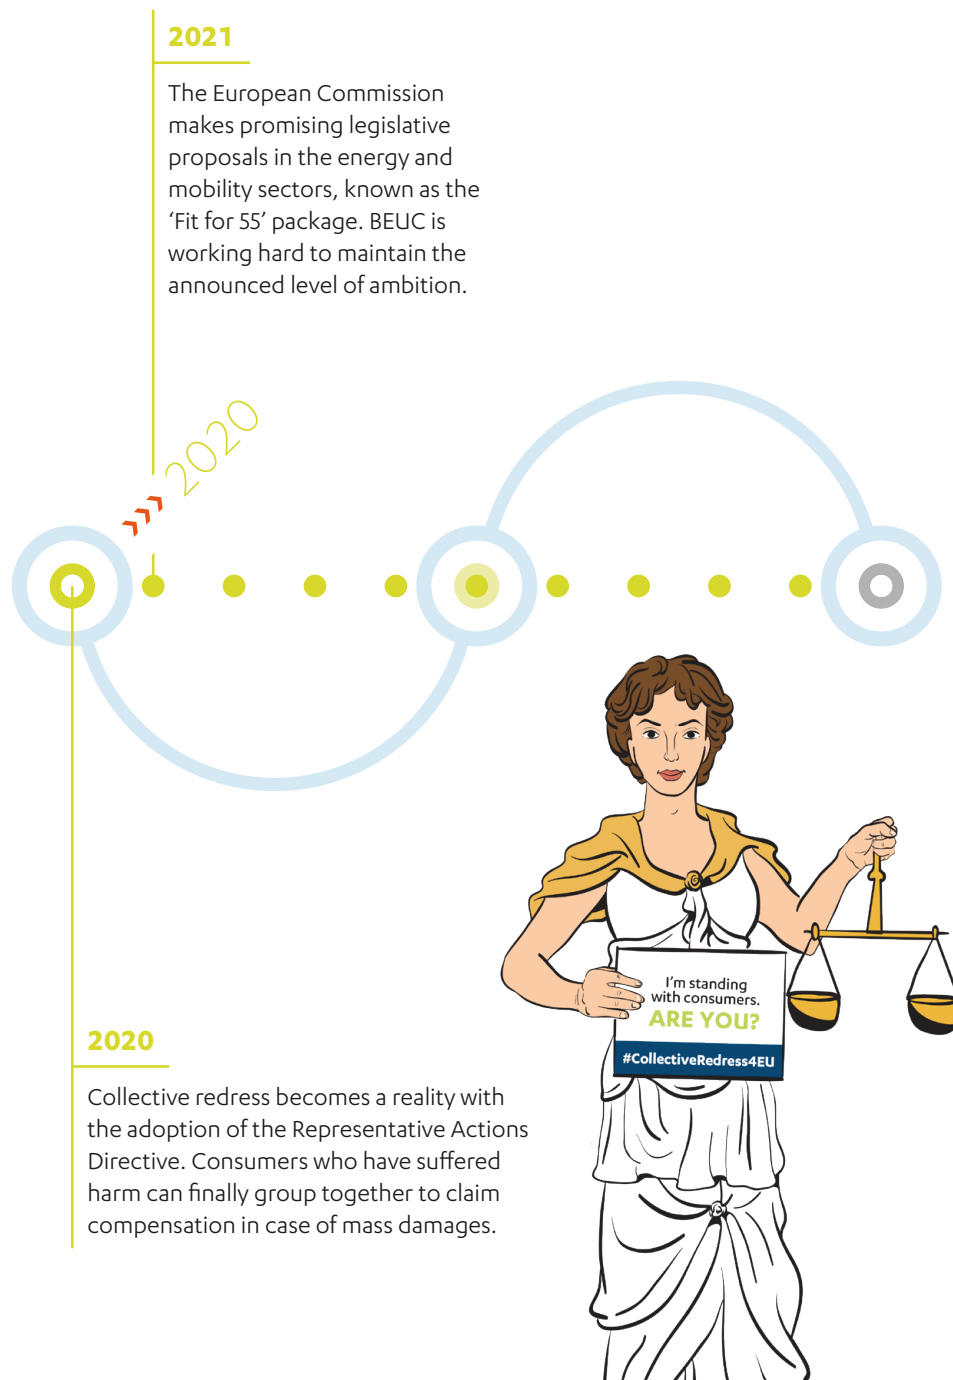 2021
The European Commission
makes promising legislative
proposals in the energy and
mobility sectors, known as the
‘Fit for 55’ package. BEUC is
working hard to maintain the
announced level of ambition.
2020
I’m standing
with consumers.
ARE YOU?
#CollectiveRedress4EU
2020
Collective redress becomes a reality with
the adoption of the Representative Actions
Directive. Consumers who have suffered
harm can finally group together to claim
compensation in case of mass damages.